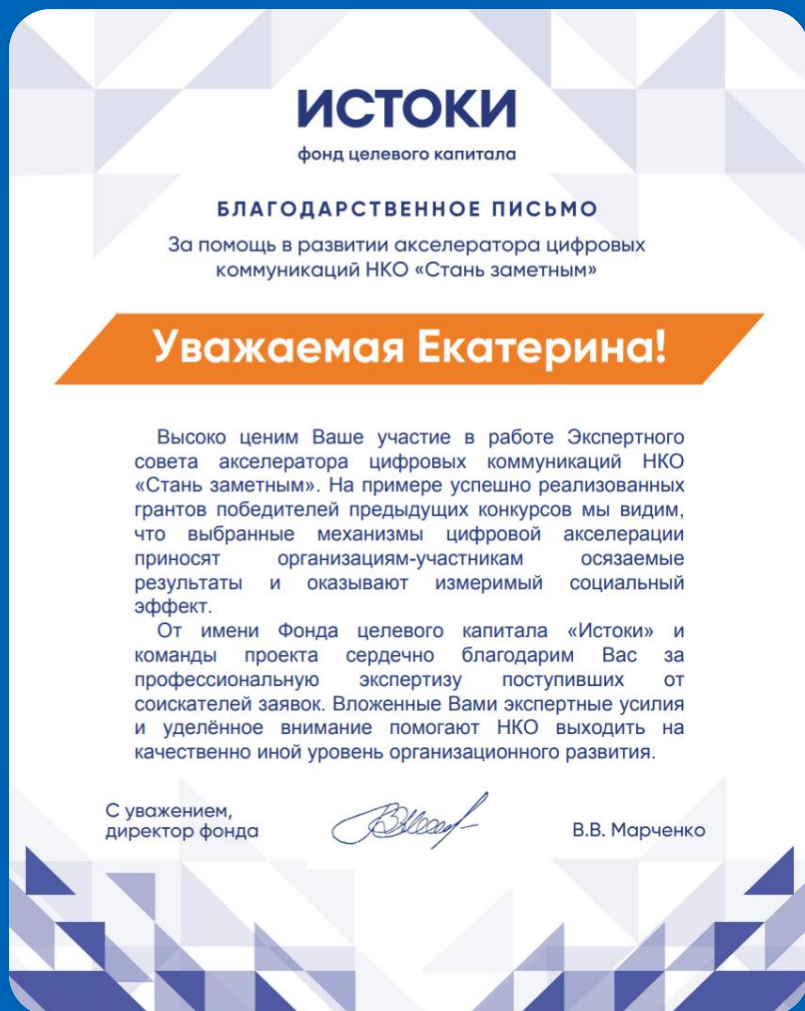 ИСТОКИ
фонд целевого капитала
БЛАГОДАРСТВЕННОЕ ПИСЬМО
За помощь в развитии акселератора цифровых
коммуникаций НКО «Стань заметным»
Уважаемая Екатерина!
Высоко ценим Ваше участие в работе Экспертного
совета акселератора цифровых коммуникаций НКО
«Стань заметным». На примере успешно реализованных
грантов победителей предыдущих конкурсов мы видим,
что выбранные механизмы цифровой акселерации
приносят организациям-участникам осязаемые
результаты и оказывают измеримый социальный
эффект.
От имени Фонда целевого капитала «Истоки» и
команды проекта сердечно благодарим Вас за
профессиональную экспертизу поступивших от
соискателей заявок. Вложенные Вами экспертные усилия
и уделённое внимание помогают НКО выходить на
качественно иной уровень организационного развития.
С уважением,
директор фонда
В.В. Марченко